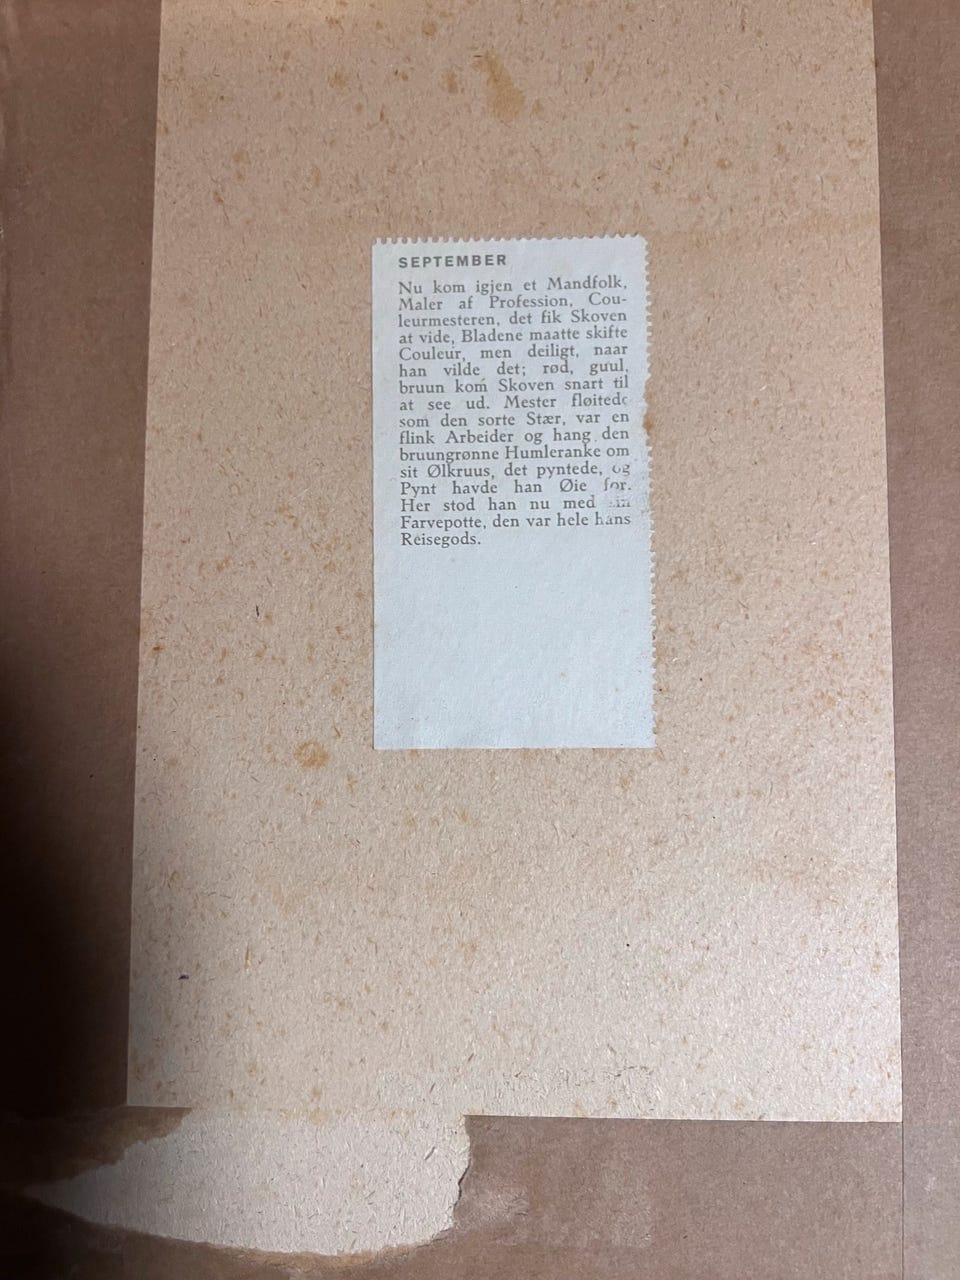 SEPTEMBER
Nu kom igjen et Mandfolk,
Maler af Profession, Cou-
leurmesteren, det fik Skoven
at vide, Bladene maatte skifte
Couleur, men deiligt, naar
han vilde det; rød, guul,
bruun kom Skoven snart til
at see ud. Mester fløitede
som den sorte Stær, var en
flink Arbeider og hang den
bruungrønne Humleranke om
sit Ølkruus, det pyntede, og
Pynt havde han Øie for.
Her stod han nu med sin
Farvepotte, den var hele hans
Reisegods.